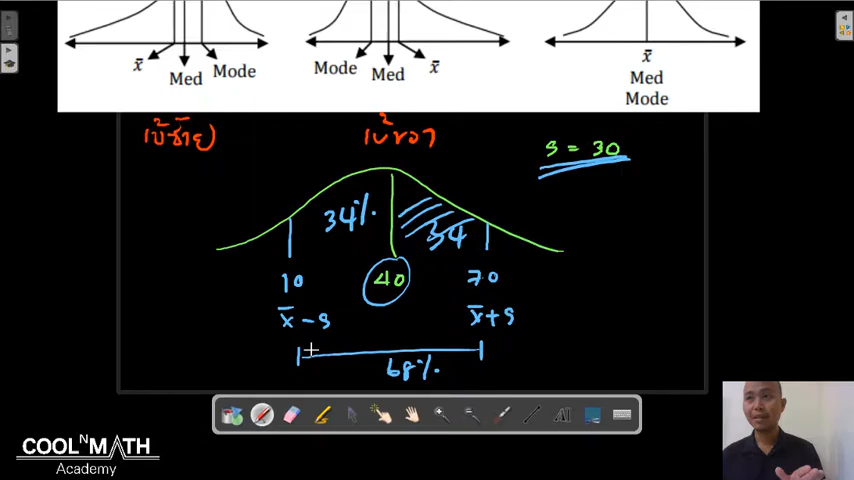 x̄ Med Mode
Mode Med x̄
x̄
Med
Mode
(เบ้ซ้าย)
เบ้ขวา
s = 30
34%
34
10
40
70
x̄ - s
x̄ + s
68%
COOL N MATH
Academy